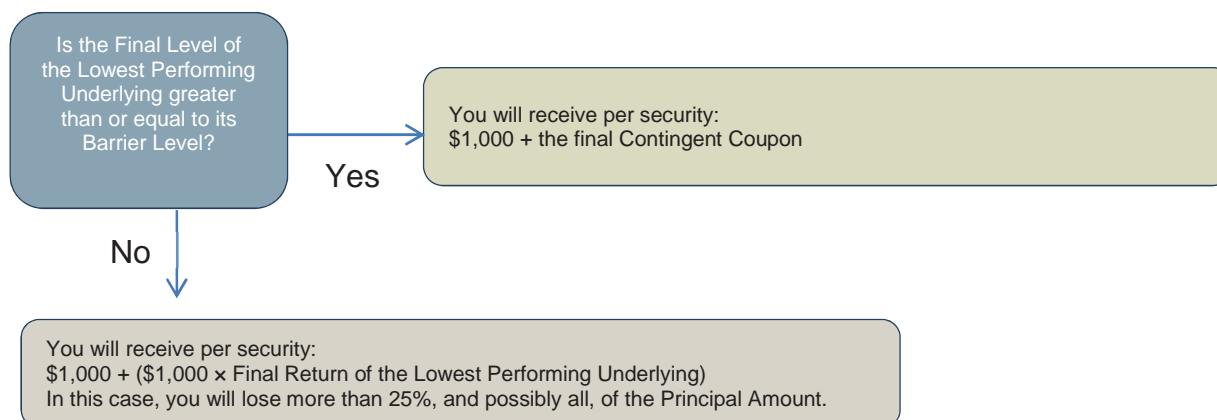 Is the Final Level of
the Lowest Performing
Underlying greater
than or equal to its
Barrier Level?
Yes
You will receive per security:
$1,000 + the final Contingent Coupon
No
You will receive per security:
$1,000 + ($1,000 × Final Return of the Lowest Performing Underlying)
In this case, you will lose more than 25%, and possibly all, of the Principal Amount.